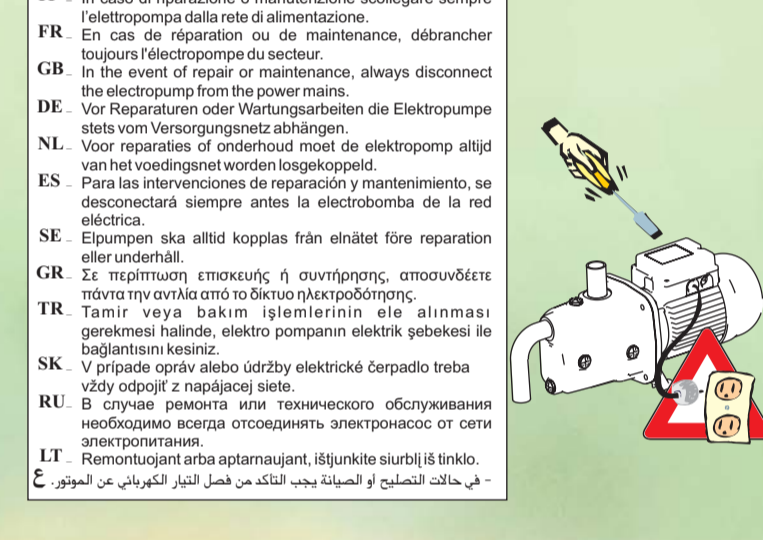 In caso di riparazione o manutenzione scollegare sempre
l'elettropompa dalla rete di alimentazione.
FR – En cas de réparation ou de maintenance, débrancher
toujours l'électropompe du secteur.
GB – In the event of repair or maintenance, always disconnect
the electropump from the power mains.
DE – Vor Reparaturen oder Wartungsarbeiten die Elektropumpe
stets vom Versorgungsnetz abhängen.
NL – Voor reparaties of onderhoud moet de elektropomp altijd
van het voedingsnet worden losgekoppeld.
ES – Para las intervenciones de reparación y mantenimiento, se
desconectará siempre antes la electrobomba de la red
eléctrica.
SE – Elpumpen ska alltid kopplas från elnätet före reparation
eller underhåll.
GR – Σε περίπτωση επισκευής ή συντήρησης, αποσυνδέετε
πάντα την αντλία από το δίκτυο ηλεκτροδότησης.
TR – Tamir veya bakım işlemlerinin ele alınması
gerekmesi halinde, elektro pompanın elektrik şebekesi ile
bağlantısını kesiniz.
SK – V prípade opráv alebo údržby elektrické čerpadlo treba
vždy odpojiť z napájacej siete.
RU – В случае ремонта или технического обслуживания
необходимо всегда отсоединять электронасос от сети
электропитания.
LT – Remontuojant arba aptarnaujant, ištjunkite siurblį iš tinklo.
ع – في حالات التصليح أو الصيانة يجب التأكد من فصل التيار الكهربائي عن الموتور.